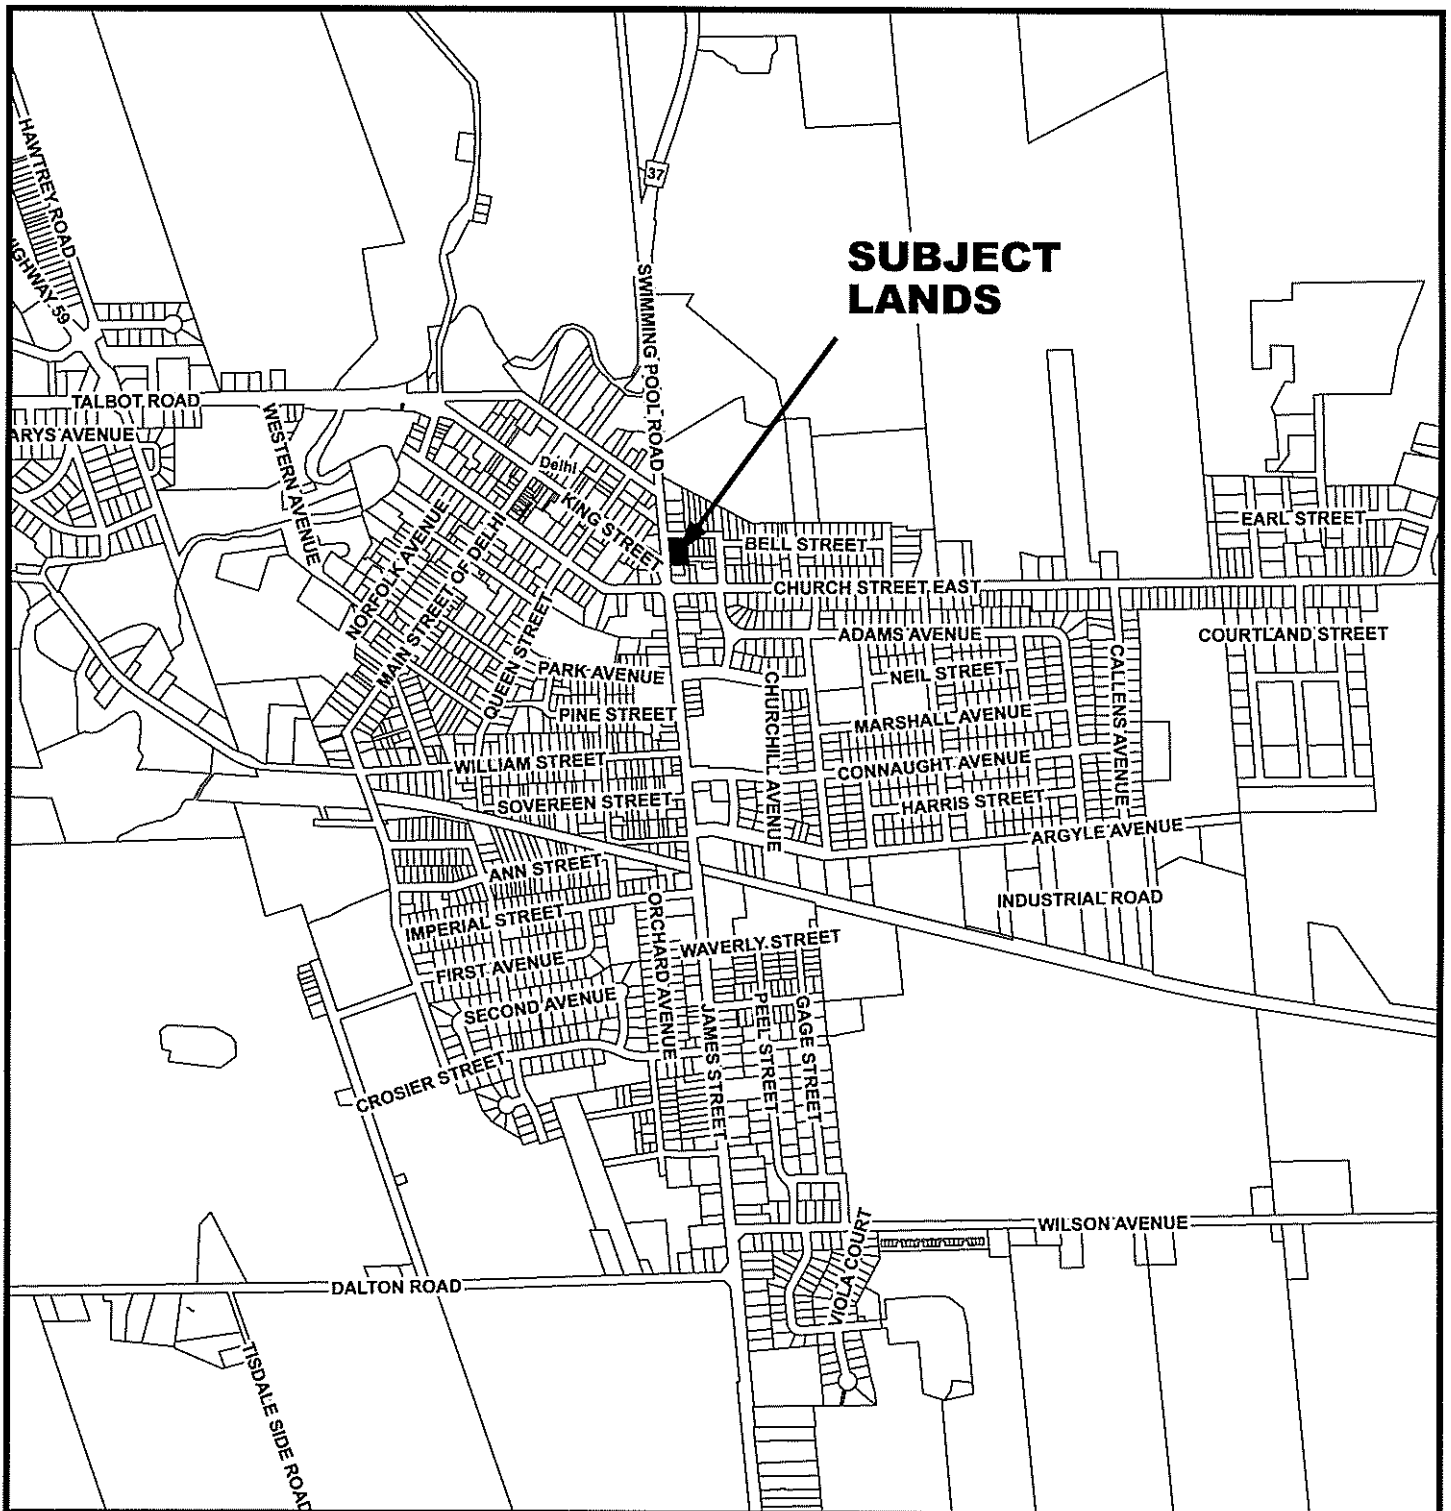 HAWTREY ROAD
37
SUBJECT
LANDS
IGHWAY 59
SWIMMING POOL ROAD
TALBOT ROAD
ARYS AVENUE
WESTERN AVENUE
Delhi
KING STREET
NORFOLK AVENUE
MAIN STREET OF DELHI
QUEEN STREET
BELL STREET
EARL STREET
CHURCH STREET EAST
ADAMS AVENUE
COURTLAND STREET
PARK AVENUE
NEIL STREET
CALLENS AVENUE
CHURCHILL AVENUE
PINE STREET
MARSHALL AVENUE
WILLIAM STREET
CONNAUGHT AVENUE
SOVEREEN STREET
HARRIS STREET
ARGYLE AVENUE
ANN STREET
INDUSTRIAL ROAD
IMPERIAL STREET
ORCHARD AVENUE
WAVERLY STREET
FIRST AVENUE
SECOND AVENUE
PEEL STREET
GAGE STREET
JAMES STREET
CROSIER STREET
WILSON AVENUE
VIOLA COURT
DALTON ROAD
TISDALE SIDE ROAD